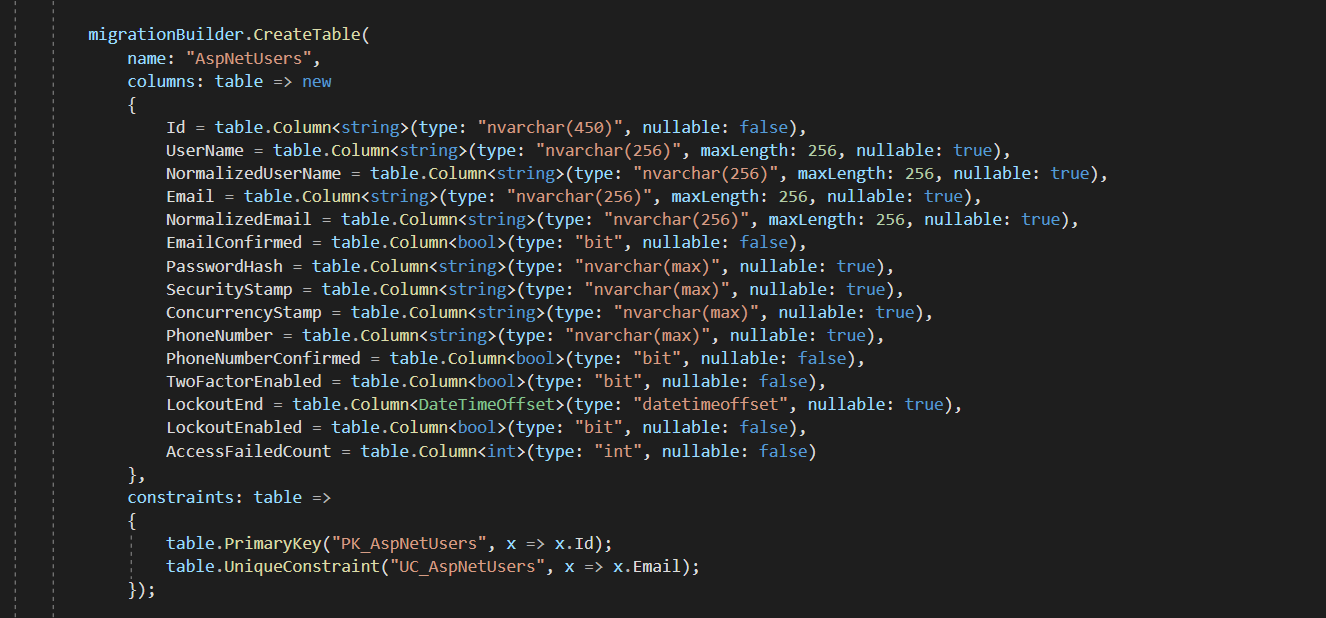 migrationBuilder.CreateTable(
name: "AspNetUsers",
columns: table => new
{
Id = table.Column<string>(type: "nvarchar(450)", nullable: false),
UserName = table.Column<string>(type: "nvarchar(256)", maxLength: 256, nullable: true),
NormalizedUserName = table.Column<string>(type: "nvarchar(256)", maxLength: 256, nullable: true),
Email = table.Column<string>(type: "nvarchar(256)", maxLength: 256, nullable: true),
NormalizedEmail = table.Column<string>(type: "nvarchar(256)", maxLength: 256, nullable: true),
EmailConfirmed = table.Column<bool>(type: "bit", nullable: false),
PasswordHash = table.Column<string>(type: "nvarchar(max)", nullable: true),
SecurityStamp = table.Column<string>(type: "nvarchar(max)", nullable: true),
ConcurrencyStamp = table.Column<string>(type: "nvarchar(max)", nullable: true),
PhoneNumber = table.Column<string>(type: "nvarchar(max)", nullable: true),
PhoneNumberConfirmed = table.Column<bool>(type: "bit", nullable: false),
TwoFactorEnabled = table.Column<bool>(type: "bit", nullable: false),
LockoutEnd = table.Column<DateTimeOffset>(type: "datetimeoffset", nullable: true),
LockoutEnabled = table.Column<bool>(type: "bit", nullable: false),
AccessFailedCount = table.Column<int>(type: "int", nullable: false)
},
constraints: table =>
{
table.PrimaryKey("PK_AspNetUsers", x => x.Id);
table.UniqueConstraint("UC_AspNetUsers", x => x.Email);
});